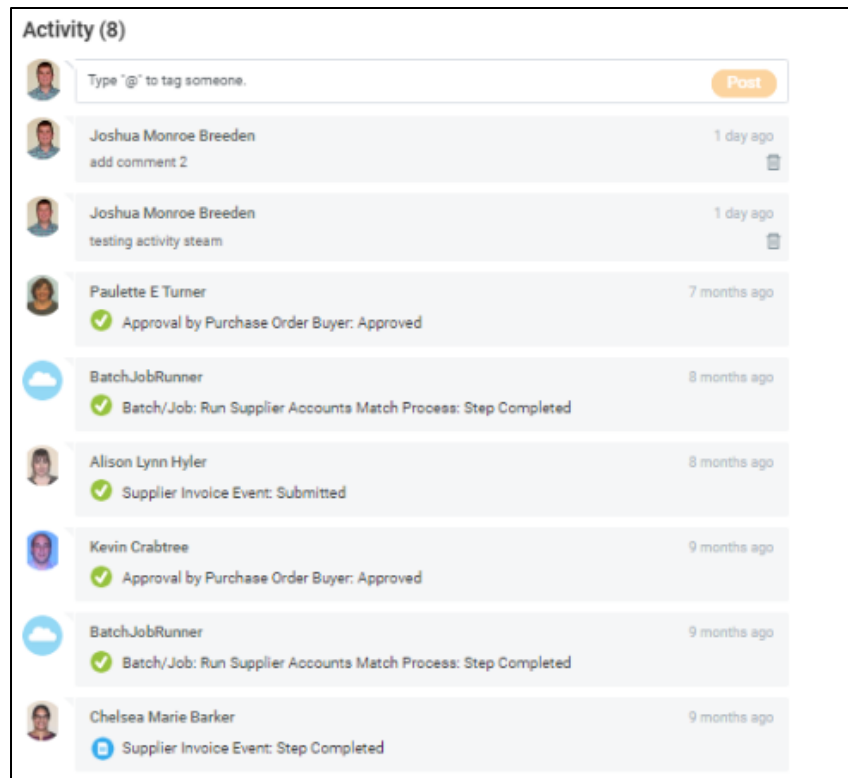 Activity (8)
Type "@" to tag someone.
Post
Joshua Monroe Breeden
1 day ago
add comment 2
Joshua Monroe Breeden
1 day ago
testing activity steam
Paulette E Turner
7 months ago
Approval by Purchase Order Buyer: Approved
BatchJobRunner
8 months ago
Batch/Job: Run Supplier Accounts Match Process: Step Completed
Alison Lynn Hyler
8 months ago
Supplier Invoice Event: Submitted
Kevin Crabtree
9 months ago
Approval by Purchase Order Buyer: Approved
BatchJobRunner
9 months ago
Batch/Job: Run Supplier Accounts Match Process: Step Completed
Chelsea Marie Barker
9 months ago
Supplier Invoice Event: Step Completed